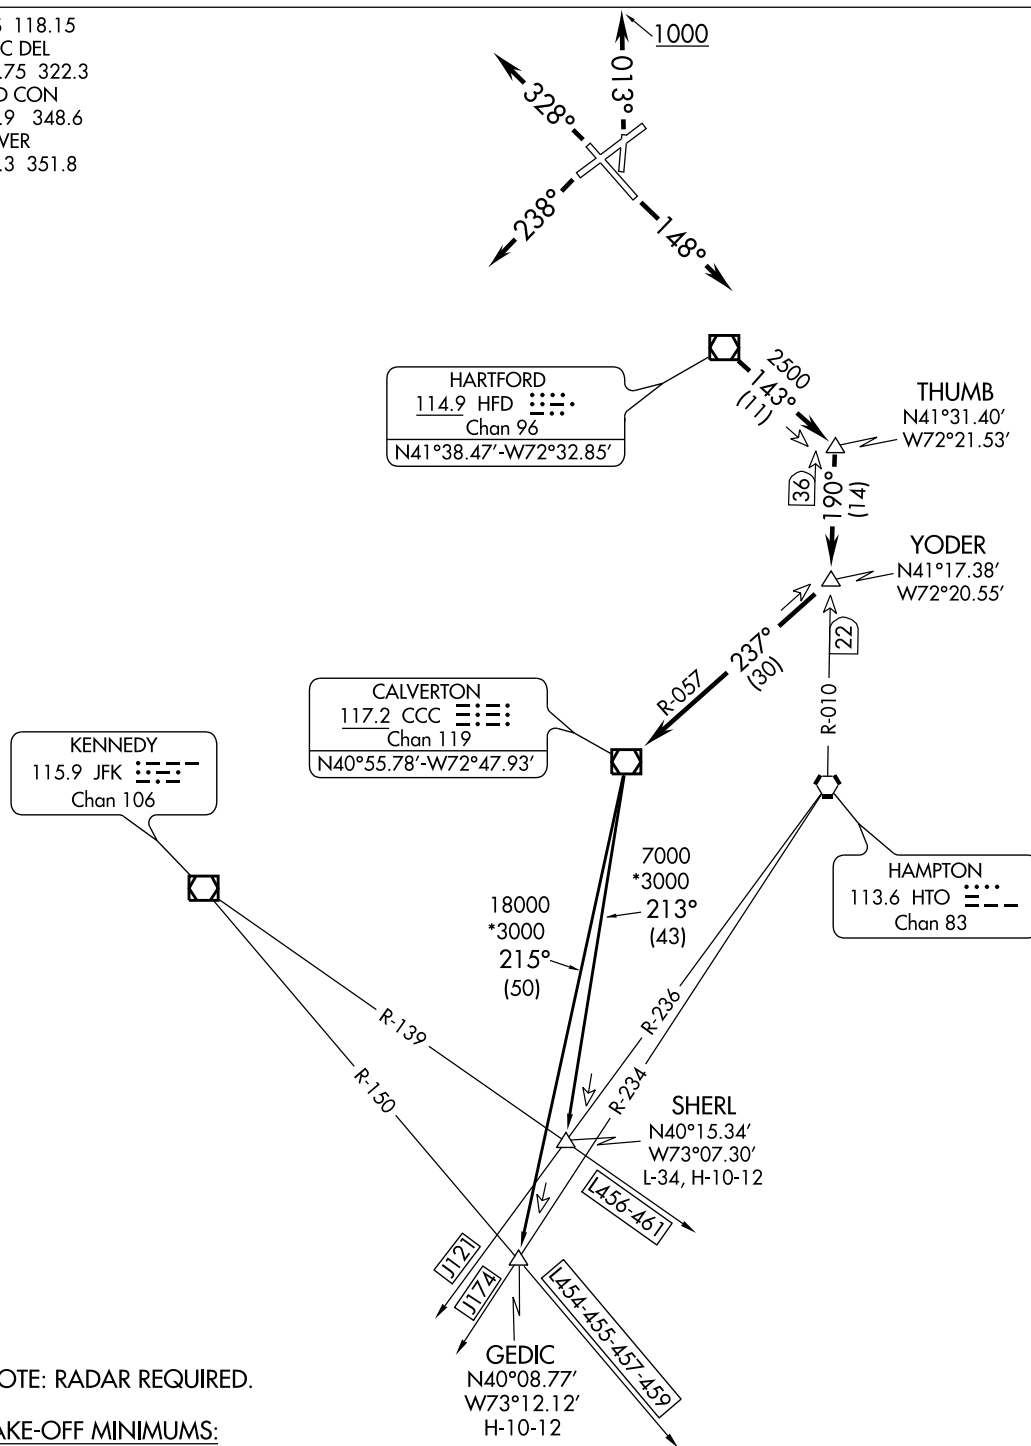 118.15
C DEL
.75 322.3
CON
.9 348.6
.3 351.8
1000
013°
328°
238°
148°
HARTFORD
114.9 HFD
Chan 96
N41°38.47'-W72°32.85'
2500
143°
(11)
THUMB
N41°31.40'
W72°21.53'
36
190°
(14)
YODER
N41°17.38'
W72°20.55'
22
237°
(30)
R-057
R-010
CALVERTON
117.2 CCC
Chan 119
N40°55.78'-W72°47.93'
KENNEDY
115.9 JFK
Chan 106
HAMPTON
113.6 HTO
Chan 83
7000
*3000
213°
(43)
18000
*3000
215°
(50)
R-139
R-150
R-236
R-234
SHERL
N40°15.34'
W73°07.30'
L-34, H-10-12
L456-461
J121
J174
L454-455-457-459
GEDIC
N40°08.77'
W73°12.12'
H-10-12
OTE: RADAR REQUIRED.
AKE-OFF MINIMUMS: